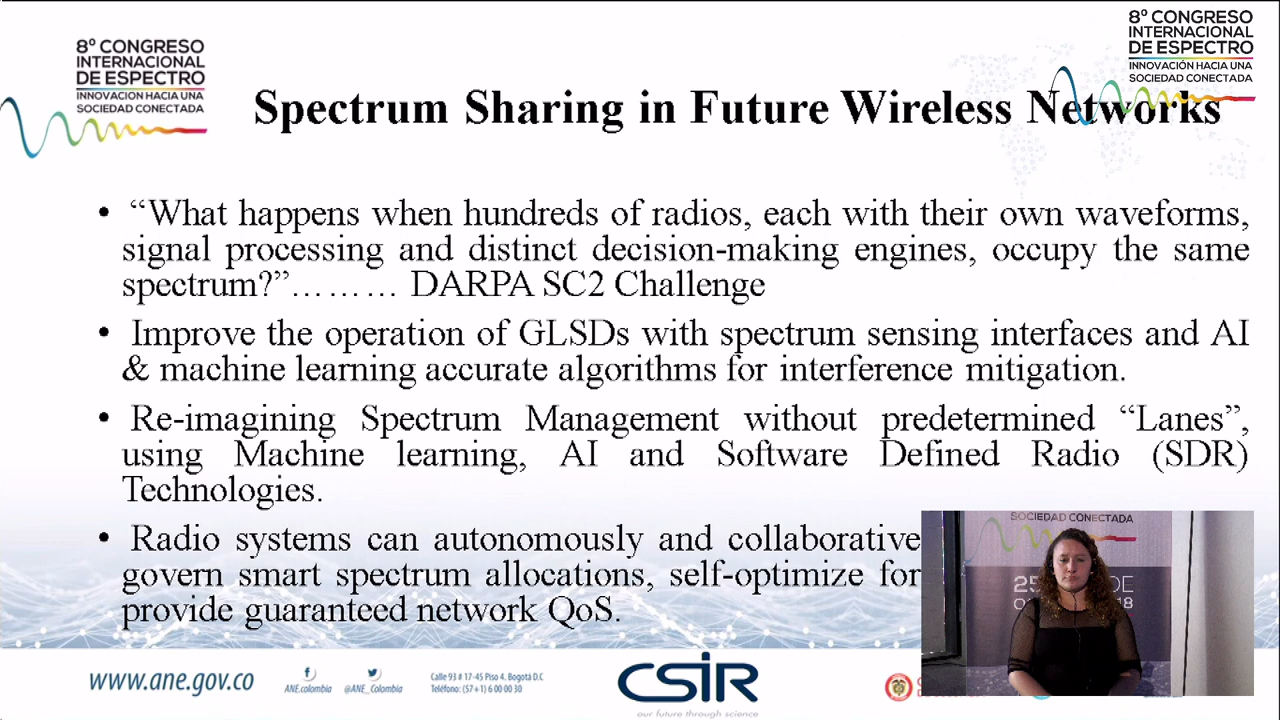 8º CONGRESO
INTERNACIONAL
DE ESPECTRO
INNOVACION HACIA UNA
SOCIEDAD CONECTADA
8º CONGRESO
INTERNACIONAL
DE ESPECTRO
INNOVACIÓN HACIA UNA
SOCIEDAD CONECTADA
Spectrum Sharing in Future Wireless Networks
• “What happens when hundreds of radios, each with their own waveforms,
signal processing and distinct decision-making engines, occupy the same
spectrum?”……… DARPA SC2 Challenge
• Improve the operation of GLSDs with spectrum sensing interfaces and AI
& machine learning accurate algorithms for interference mitigation.
• Re-imagining Spectrum Management without predetermined “Lanes”,
using Machine learning, AI and Software Defined Radio (SDR)
Technologies.
• Radio systems can autonomously and collaborative
govern smart spectrum allocations, self-optimize for
provide guaranteed network QoS.
SOCIEDAD CONECTADA
25 DE
18
www.ane.gov.co
ANE.colombia
@ANE_Colombia
Calle 93 # 17-45 Piso 4. Bogotá D.C
Teléfono: (57+1) 6 00 00 30
CSIR
our future through science